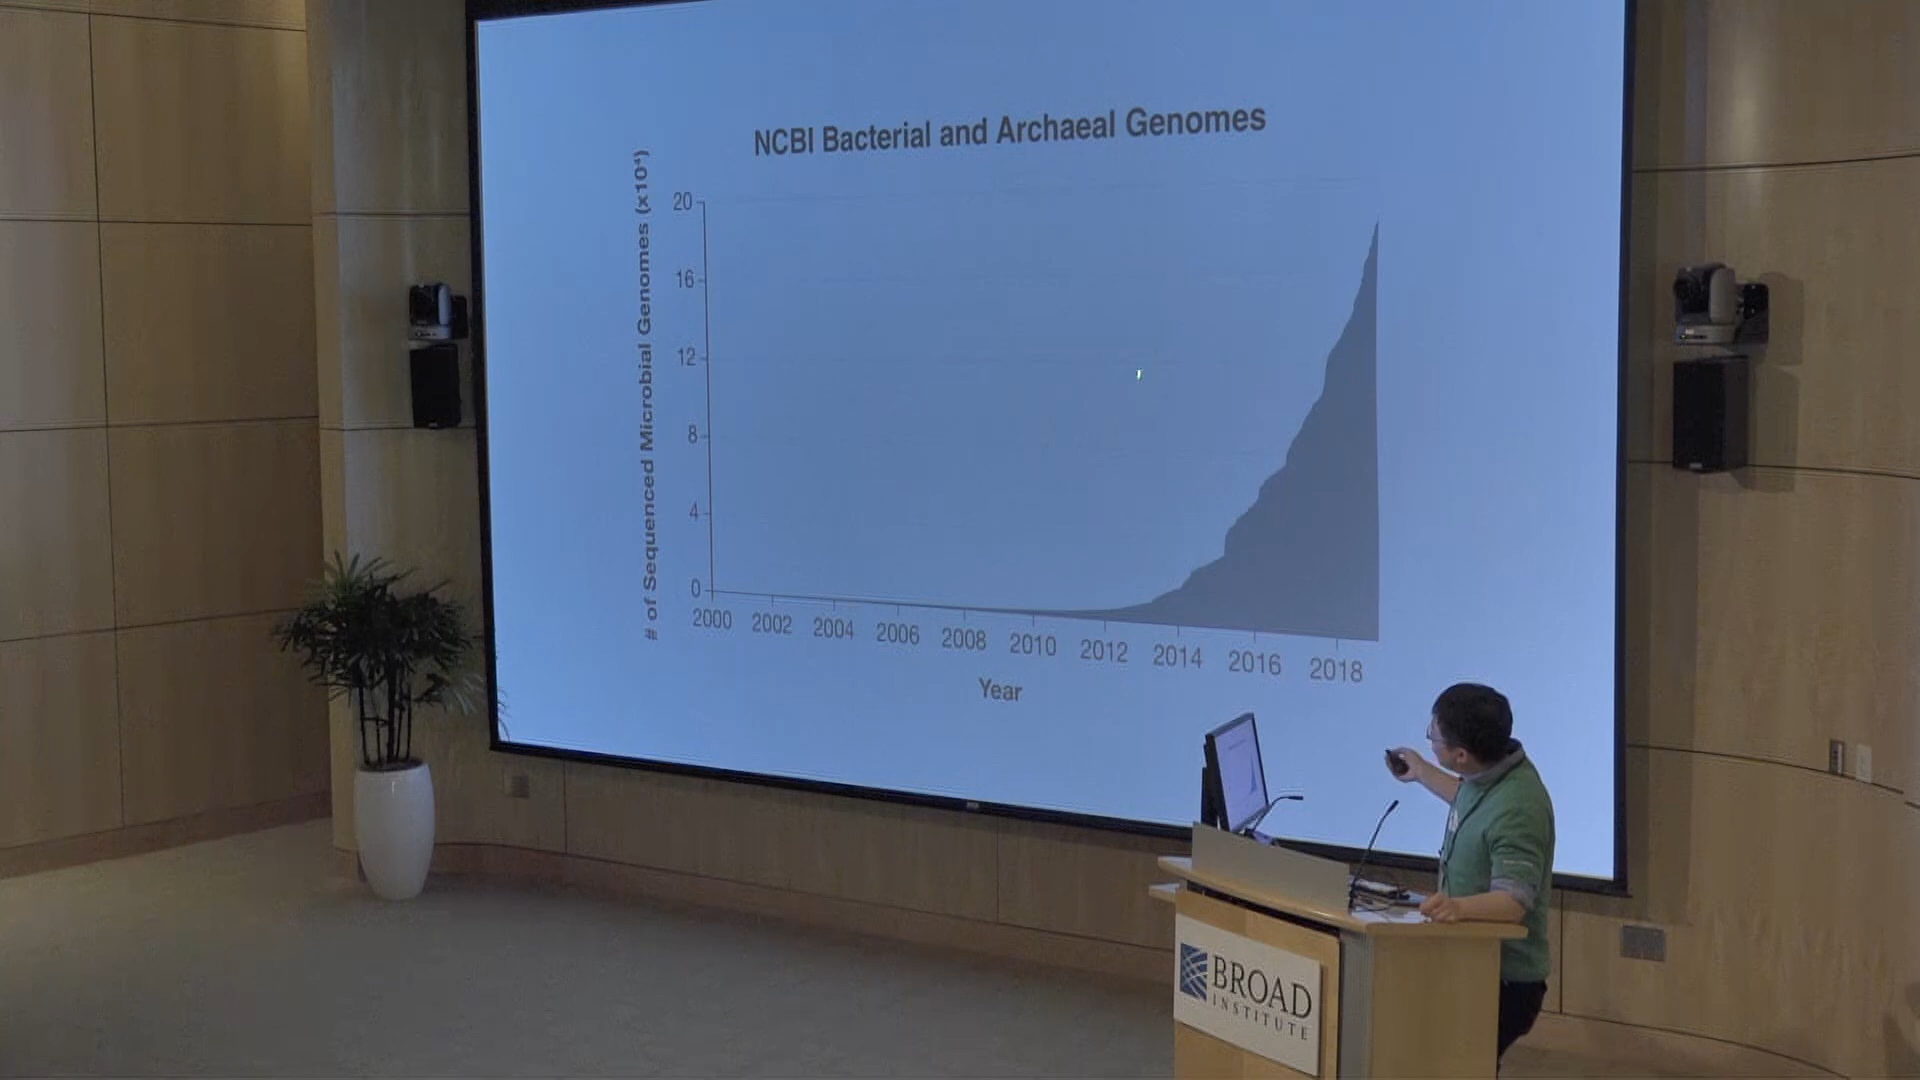 NCBI Bacterial and Archaeal Genomes
# of Sequenced Microbial Genomes (x10⁴)
20
16
12
8
4
0
2000 2002 2004 2006 2008 2010 2012 2014 2016 2018
Year
BROAD
INSTITUTE